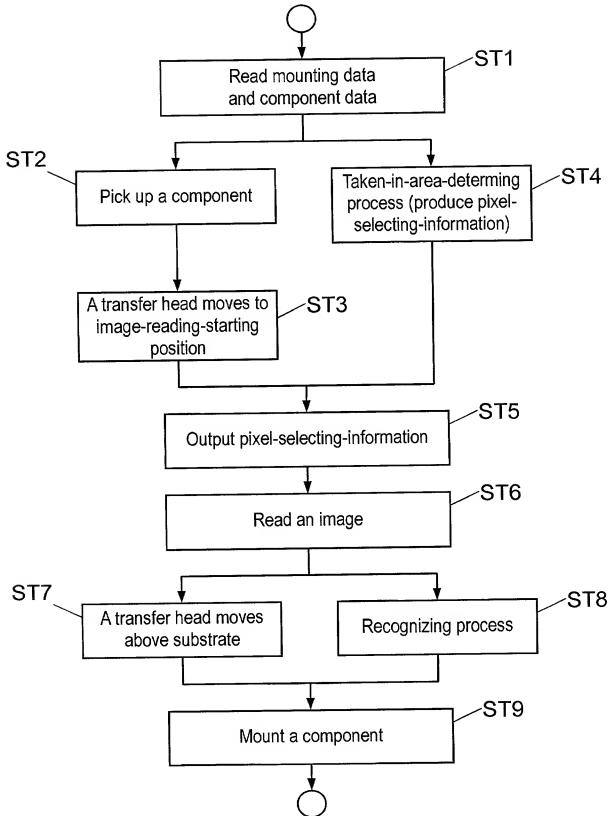 ST1
Read mounting data
and component data
ST2
Pick up a component
ST4
Taken-in-area-determing
process (produce pixel-
selecting-information)
ST3
A transfer head moves to
image-reading-starting
position
ST5
Output pixel-selecting-information
ST6
Read an image
ST7
A transfer head moves
above substrate
ST8
Recognizing process
ST9
Mount a component